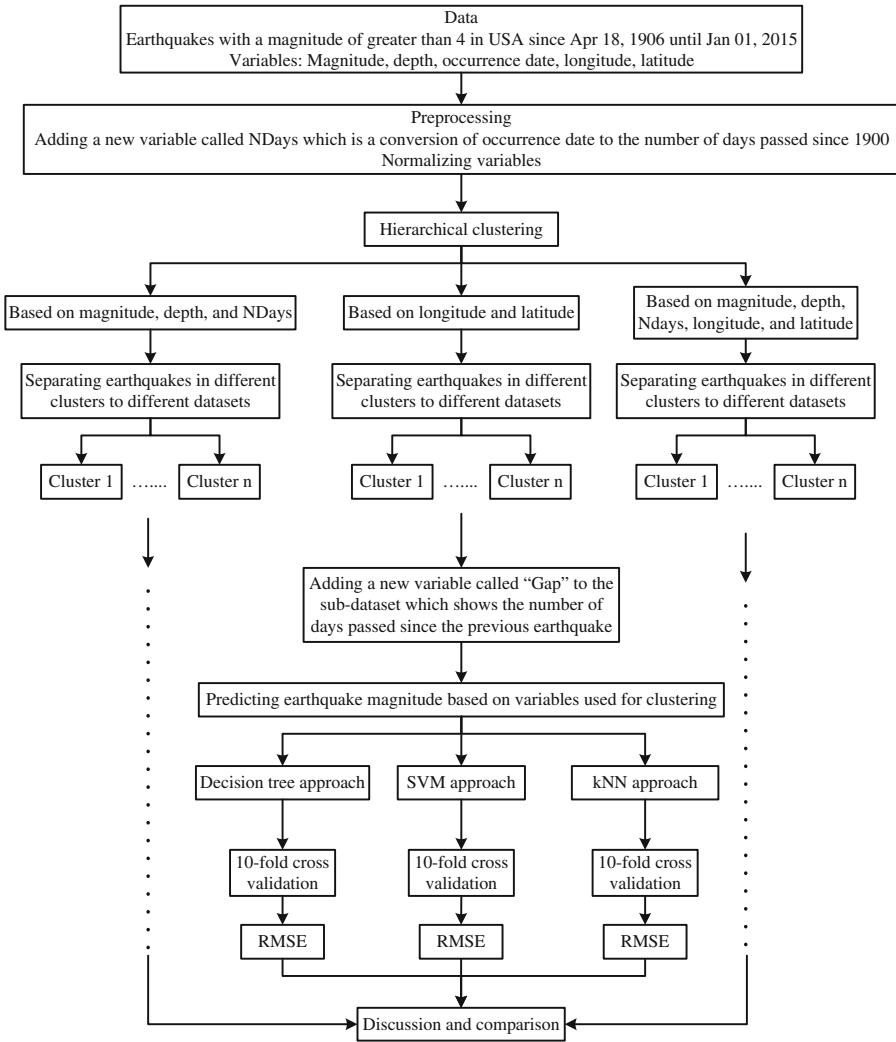 Data
Earthquakes with a magnitude of greater than 4 in USA since Apr 18, 1906 until Jan 01, 2015
Variables: Magnitude, depth, occurrence date, longitude, latitude
Preprocessing
Adding a new variable called NDays which is a conversion of occurrence date to the number of days passed since 1900
Normalizing variables
Hierarchical clustering
Based on magnitude, depth, and NDays
Based on longitude and latitude
Based on magnitude, depth,
Ndays, longitude, and latitude
Separating earthquakes in different
clusters to different datasets
Separating earthquakes in different
clusters to different datasets
Separating earthquakes in different
clusters to different datasets
Cluster 1 ….... Cluster n
Cluster 1 ….... Cluster n
Cluster 1 ….... Cluster n
Adding a new variable called “Gap” to the
sub-dataset which shows the number of
days passed since the previous earthquake
Predicting earthquake magnitude based on variables used for clustering
Decision tree approach
SVM approach
kNN approach
10-fold cross
validation
10-fold cross
validation
10-fold cross
validation
RMSE
RMSE
RMSE
Discussion and comparison